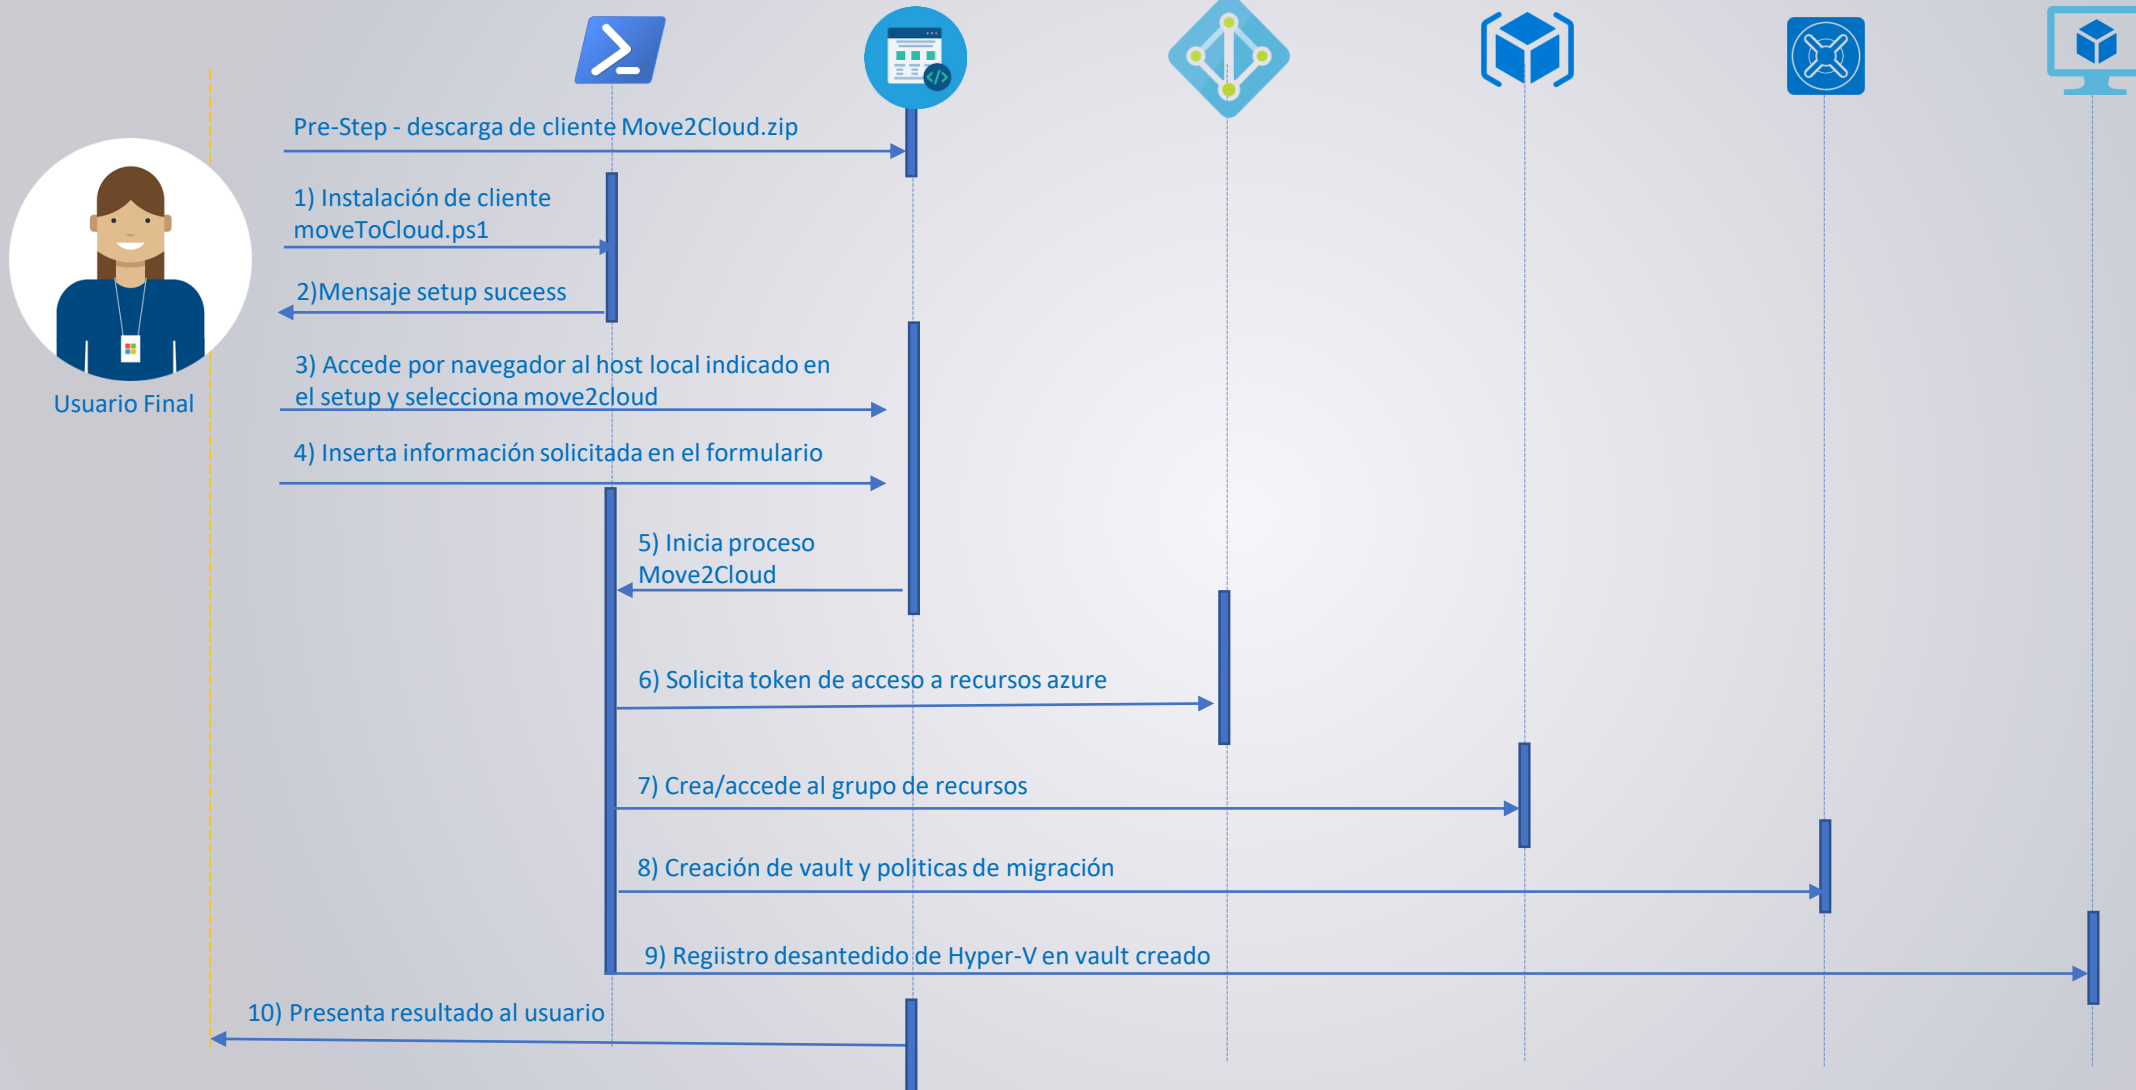 Pre-Step - descarga de cliente Move2Cloud.zip
1) Instalación de cliente
moveToCloud.ps1
2)Mensaje setup suceess
3) Accede por navegador al host local indicado en
el setup y selecciona move2cloud
Usuario Final
4) Inserta información solicitada en el formulario
5) Inicia proceso
Move2Cloud
6) Solicita token de acceso a recursos azure
7) Crea/accede al grupo de recursos
8) Creación de vault y politicas de migración
9) Regiistro desantedido de Hyper-V en vault creado
10) Presenta resultado al usuario